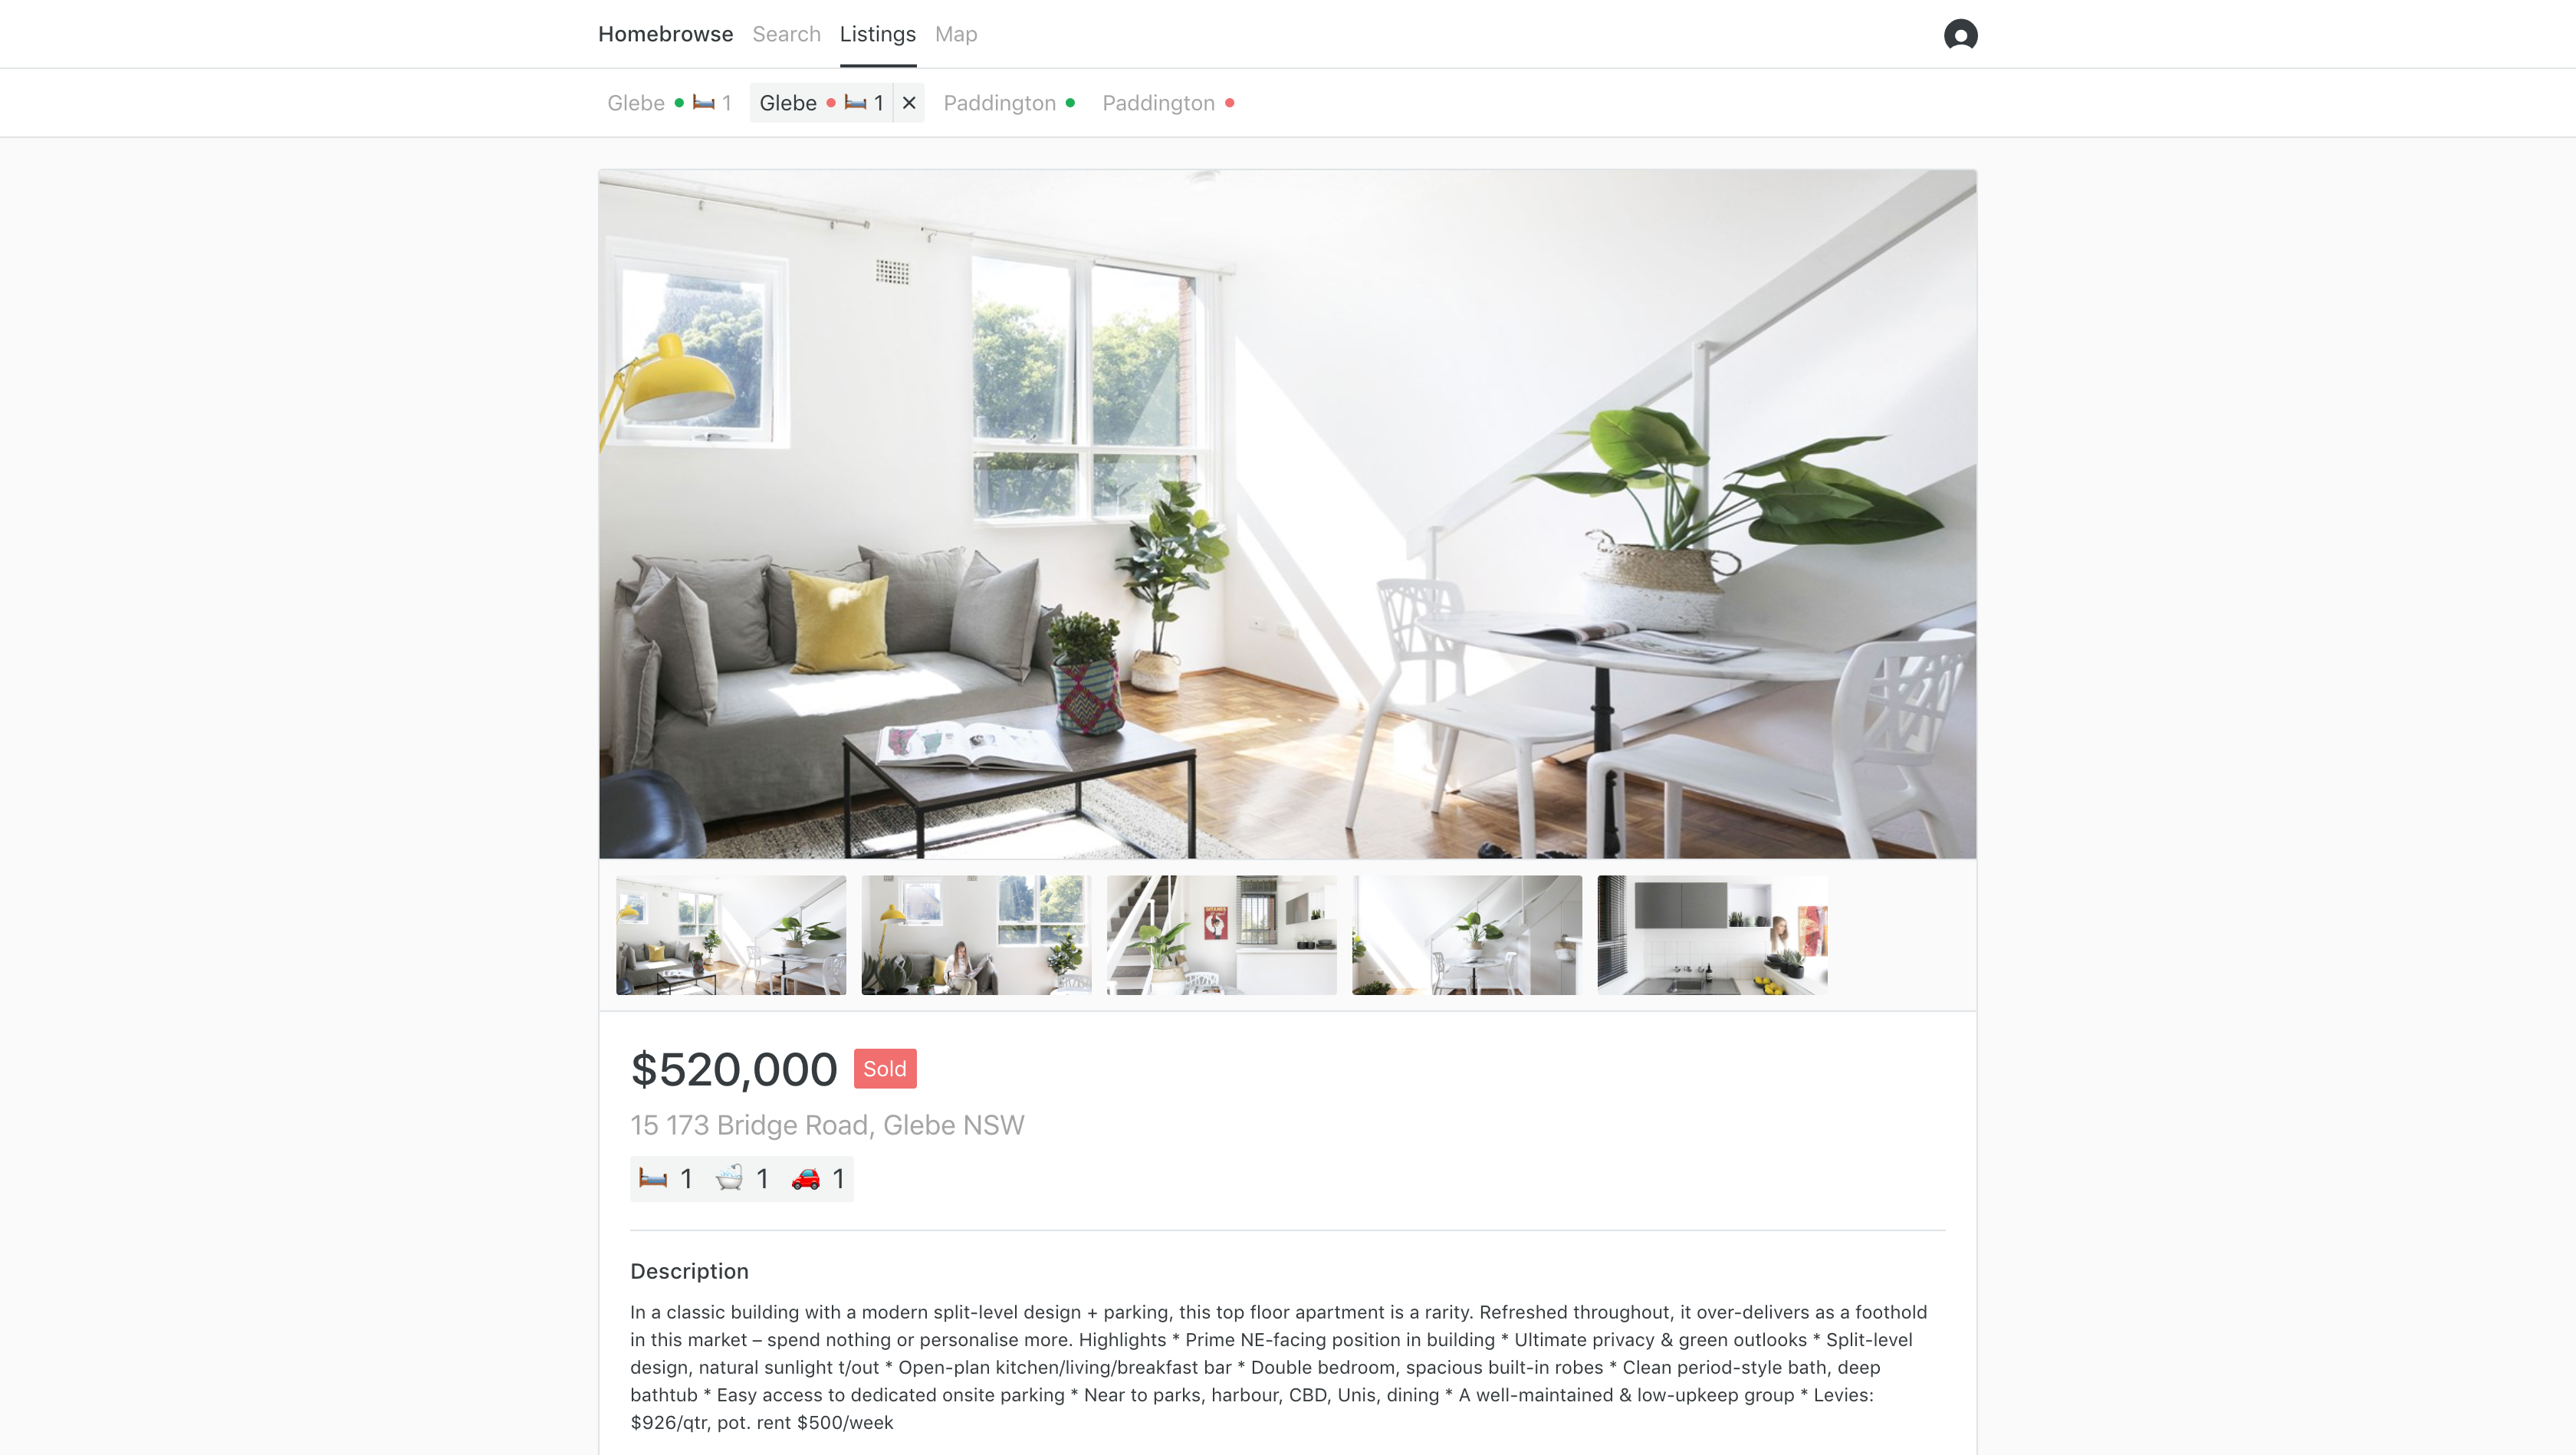 Homebrowse Search Listings Map
Glebe 1 Glebe 1 × Paddington Paddington
$520,000 Sold
15 173 Bridge Road, Glebe NSW
1 1 1
Description
In a classic building with a modern split-level design + parking, this top floor apartment is a rarity. Refreshed throughout, it over-delivers as a foothold
in this market – spend nothing or personalise more. Highlights * Prime NE-facing position in building * Ultimate privacy & green outlooks * Split-level
design, natural sunlight t/out * Open-plan kitchen/living/breakfast bar * Double bedroom, spacious built-in robes * Clean period-style bath, deep
bathtub * Easy access to dedicated onsite parking * Near to parks, harbour, CBD, Unis, dining * A well-maintained & low-upkeep group * Levies:
$926/qtr, pot. rent $500/week